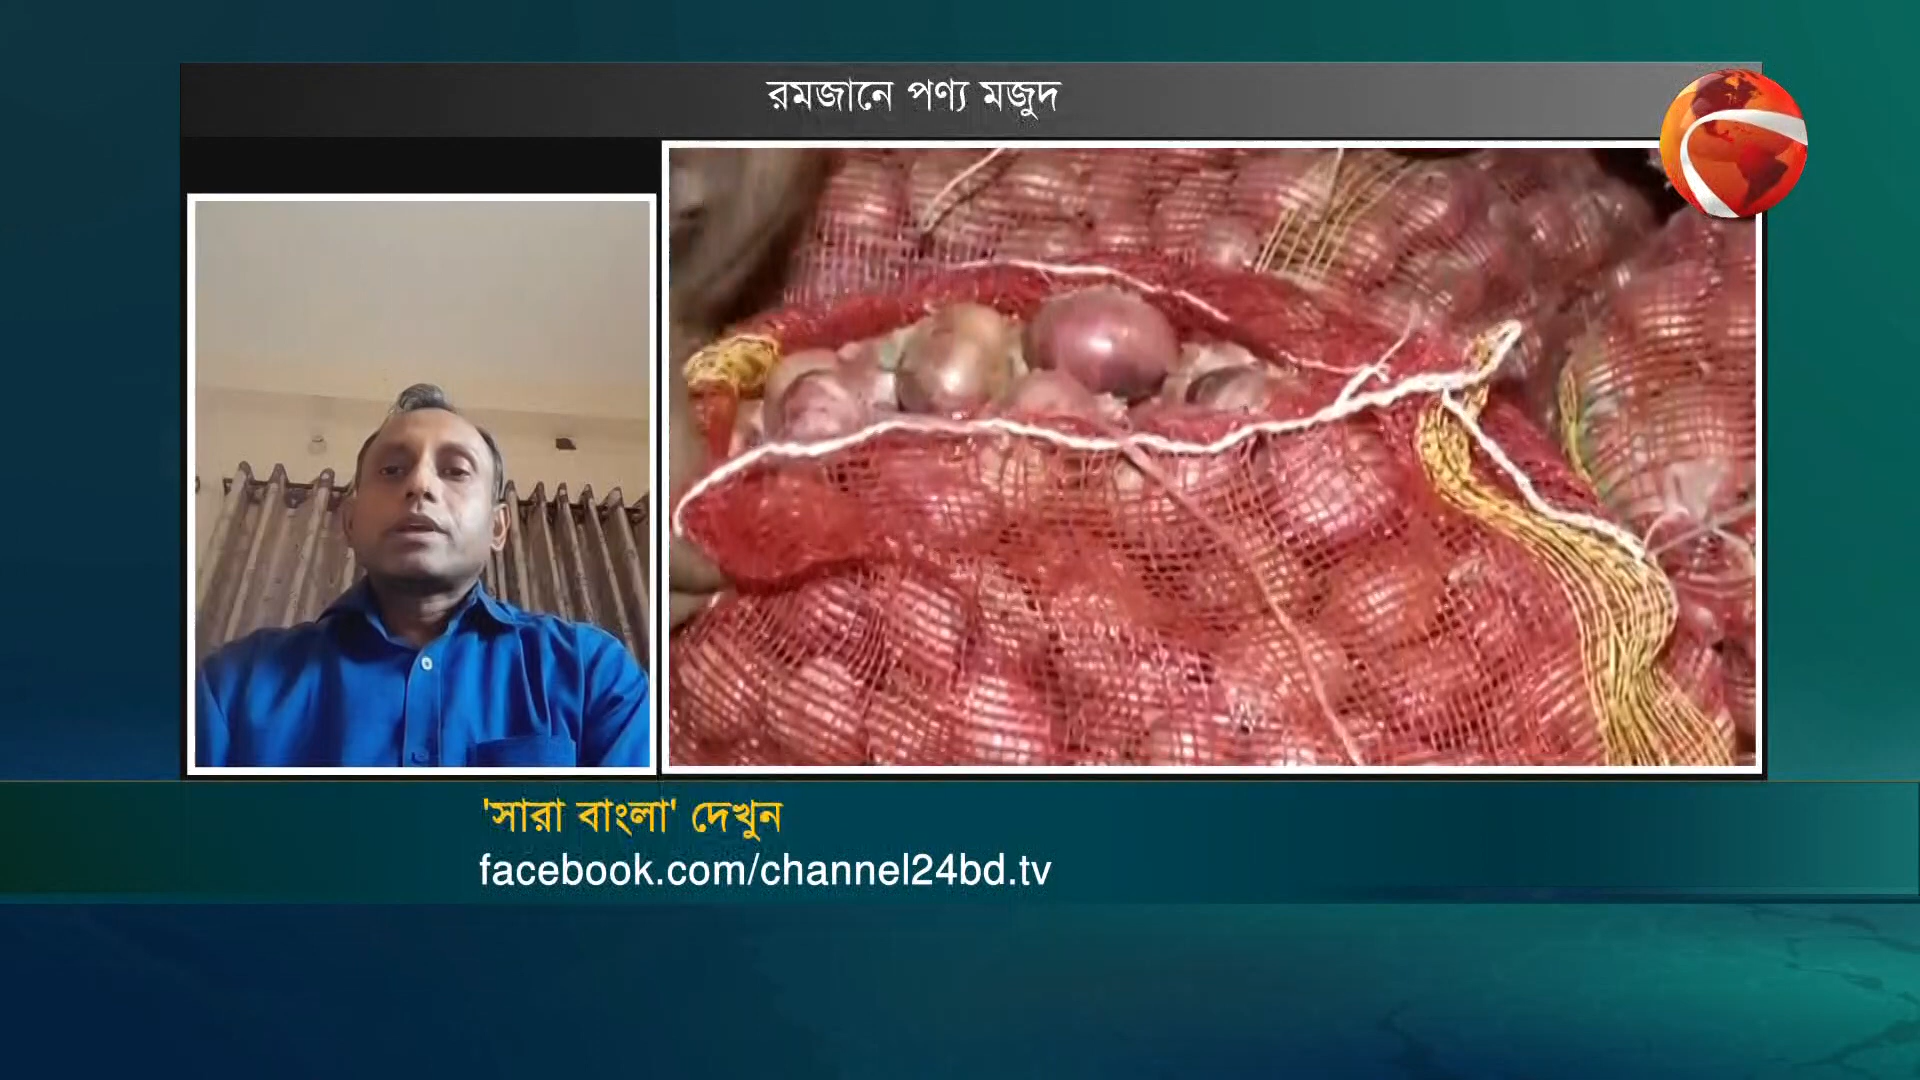 রমজানে পণ্য মজুদ
'সারা বাংলা' দেখুন
facebook.com/channel24bd.tv